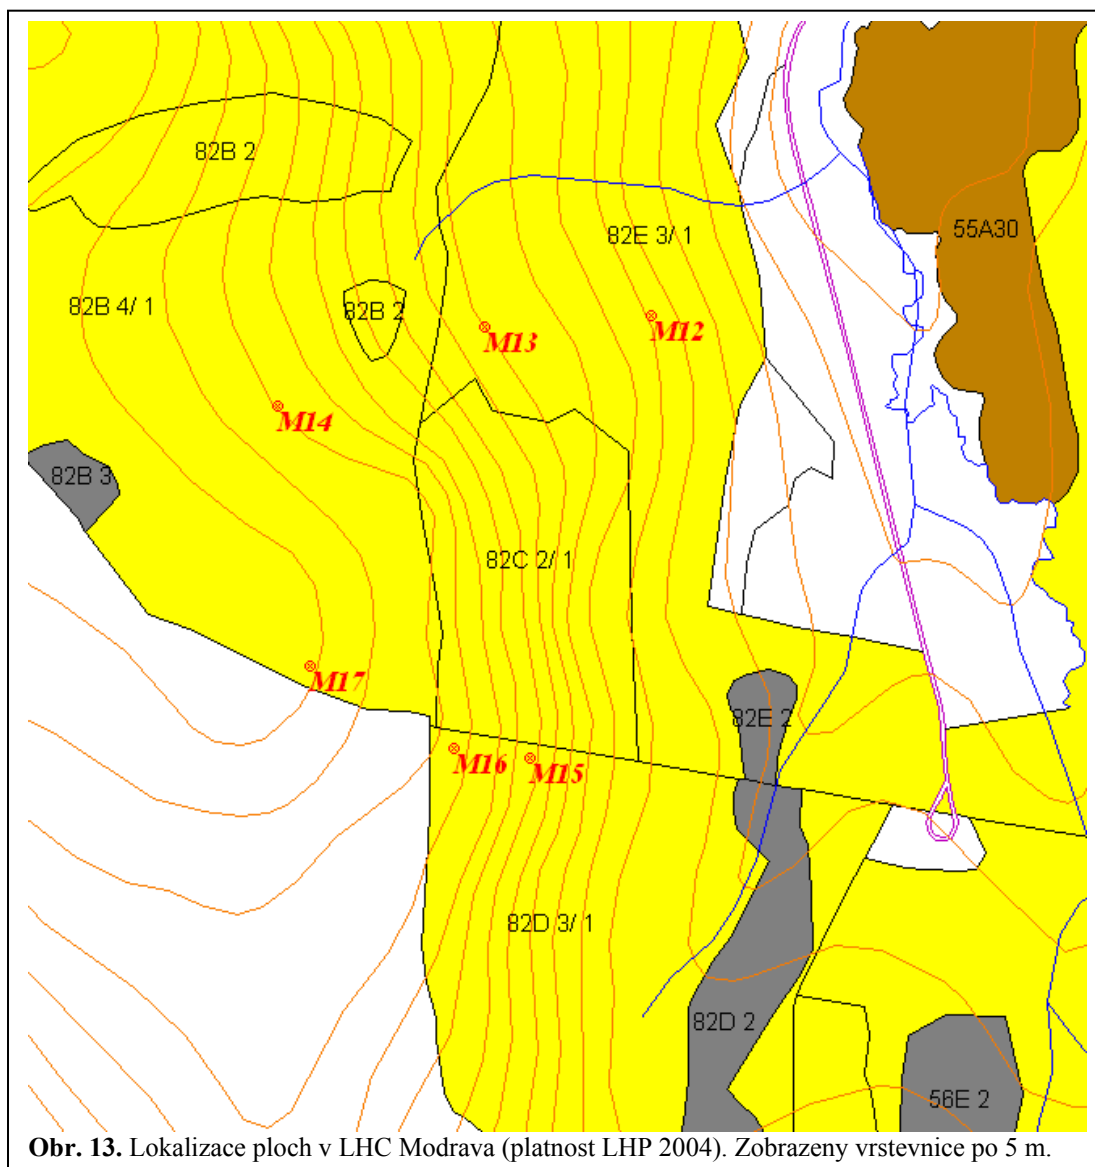 82B 2
82E 3/ 1
55A30
82B 4/ 1
82B 2
M13
M12
M14
82B 3
82C 2/ 1
M17
82E 2
M16
M15
82D 3/ 1
82D 2
56E 2
Obr. 13. Lokalizace ploch v LHC Modrava (platnost LHP 2004). Zobrazeny vrstevnice po 5 m.